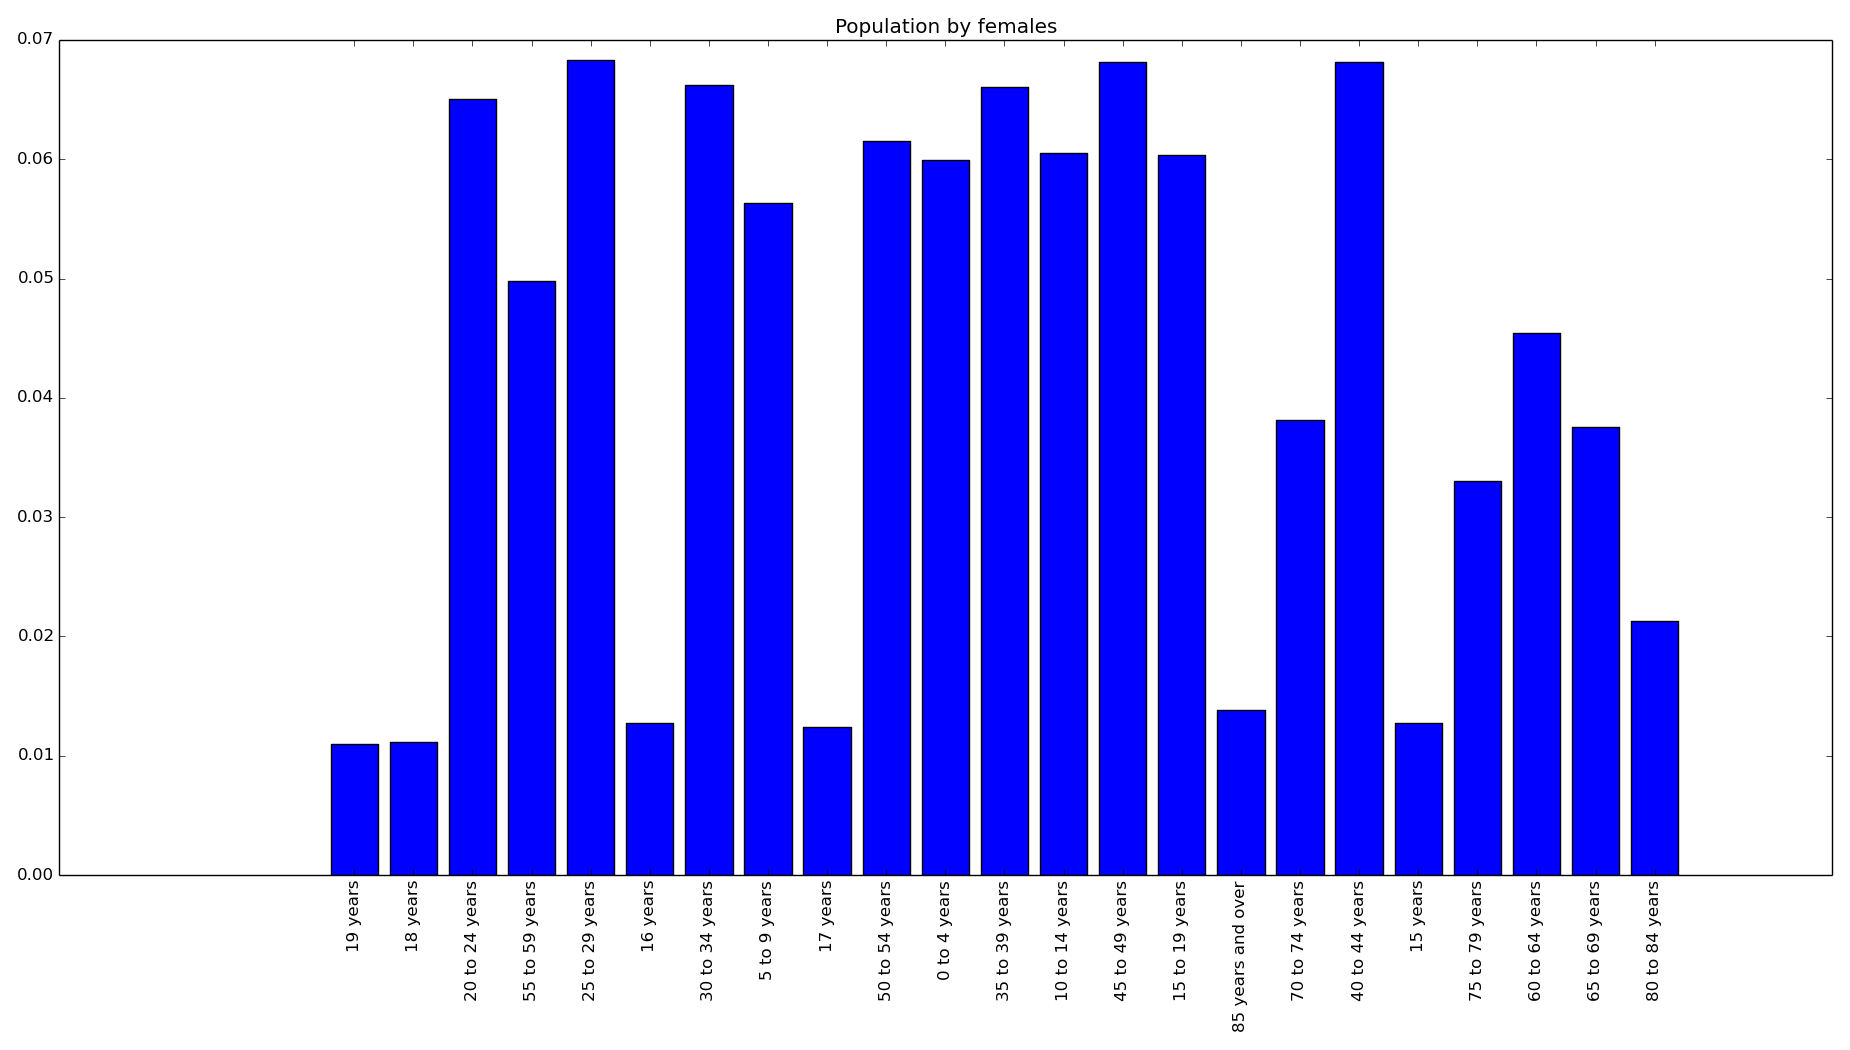 Population by females
0.07
0.06
0.05
0.04
0.03
0.02
0.01
0.00
19 years
18 years
20 to 24 years
55 to 59 years
25 to 29 years
16 years
30 to 34 years
5 to 9 years
17 years
50 to 54 years
0 to 4 years
35 to 39 years
10 to 14 years
45 to 49 years
15 to 19 years
85 years and over
70 to 74 years
40 to 44 years
15 years
75 to 79 years
60 to 64 years
65 to 69 years
80 to 84 years